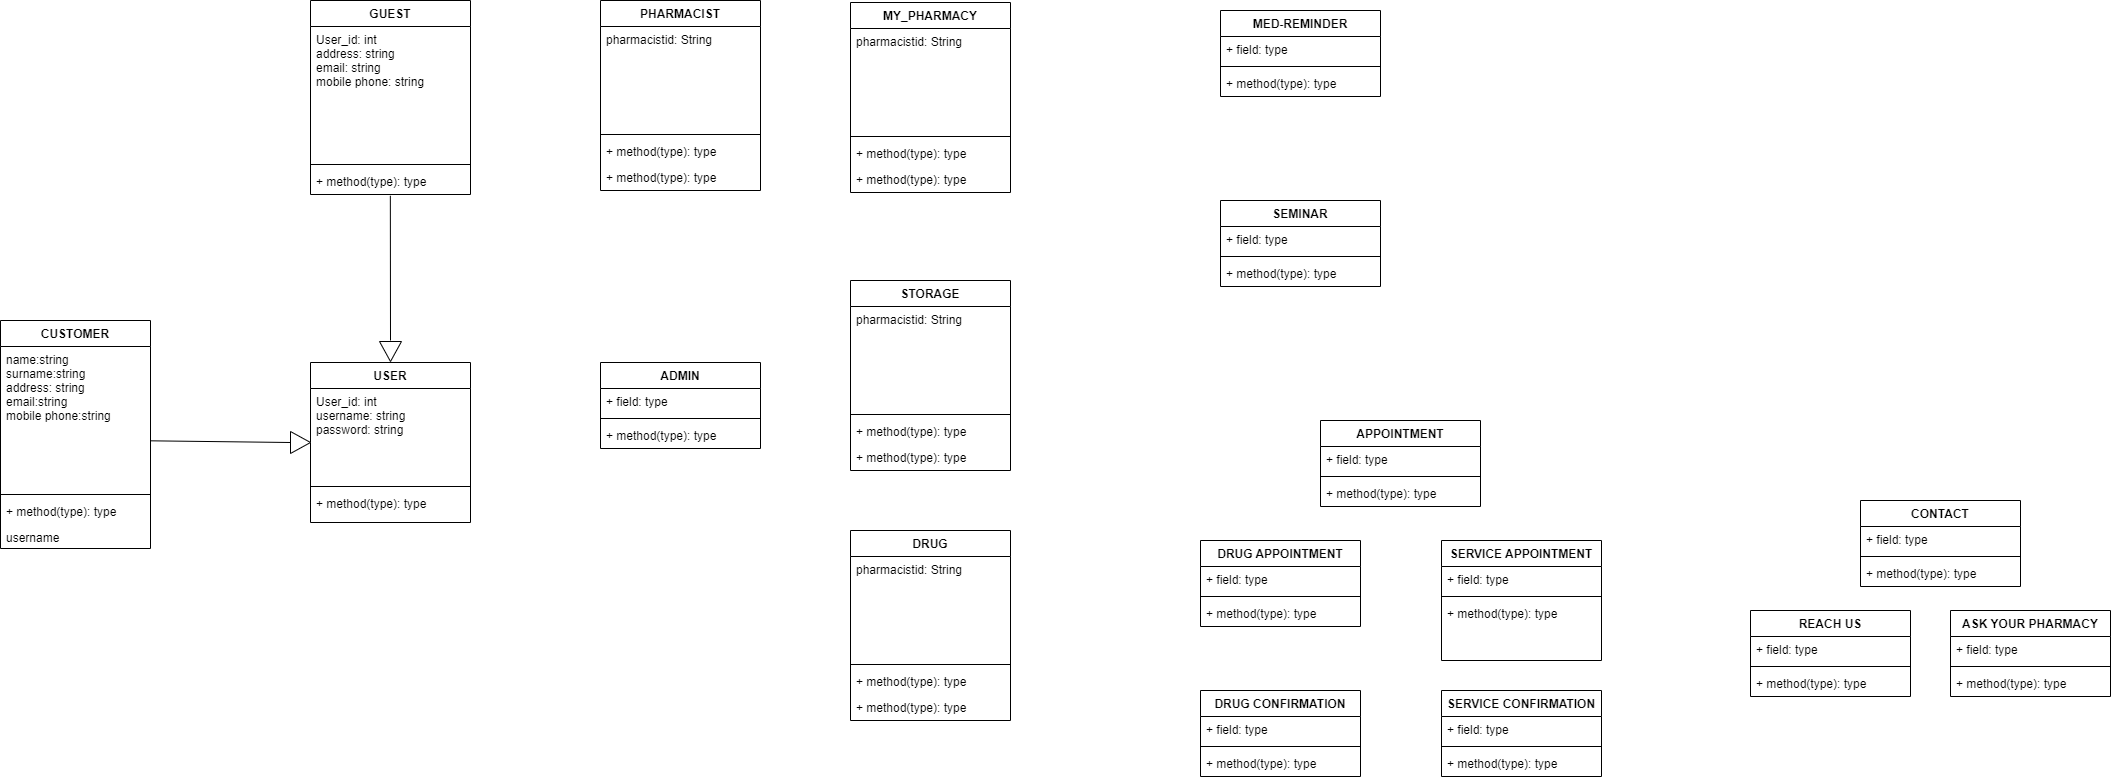 GUEST
User_id: int
address: string
email: string
mobile phone: string
+ method(type): type
PHARMACIST
pharmacistid: String
+ method(type): type
+ method(type): type
MY_PHARMACY
pharmacistid: String
+ method(type): type
+ method(type): type
MED-REMINDER
+ field: type
+ method(type): type
SEMINAR
+ field: type
+ method(type): type
CUSTOMER
name:string
surname:string
address: string
email:string
mobile phone:string
+ method(type): type
username
USER
User_id: int
username: string
password: string
+ method(type): type
ADMIN
+ field: type
+ method(type): type
STORAGE
pharmacistid: String
+ method(type): type
+ method(type): type
DRUG
pharmacistid: String
+ method(type): type
+ method(type): type
APPOINTMENT
+ field: type
+ method(type): type
DRUG APPOINTMENT
+ field: type
+ method(type): type
SERVICE APPOINTMENT
+ field: type
+ method(type): type
DRUG CONFIRMATION
+ field: type
+ method(type): type
SERVICE CONFIRMATION
+ field: type
+ method(type): type
CONTACT
+ field: type
+ method(type): type
REACH US
+ field: type
+ method(type): type
ASK YOUR PHARMACY
+ field: type
+ method(type): type